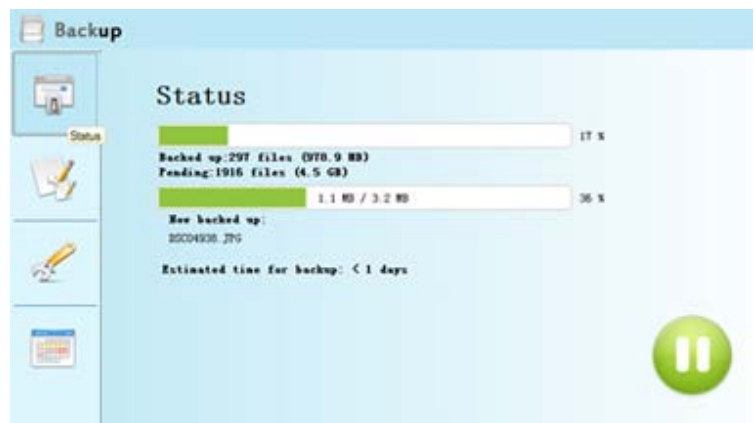 Backup
Status
Status
17 %
Backed up:297 files (978.9 MB)
Pending:1916 files (4.5 GB)
1.1 MB / 3.2 MB
36 %
Now backed up:
DSC04938.JPG
Estimated time for backup: < 1 days